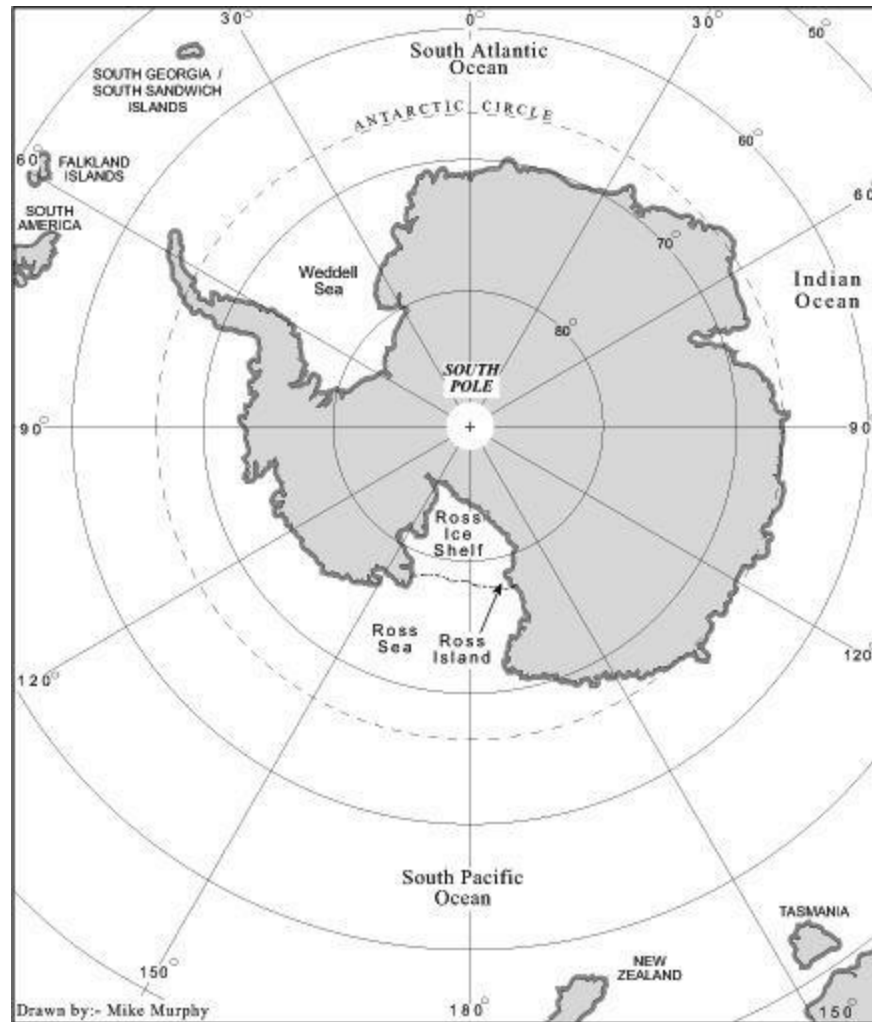 30°
0°
30°
50°
South Atlantic
Ocean
SOUTH GEORGIA /
SOUTH SANDWICH
ISLANDS
ANTARCTIC CIRCLE
60°
60°
60°
FALKLAND
ISLANDS
SOUTH
AMERICA
70°
Weddell
Sea
Indian
Ocean
80°
SOUTH
POLE
90°
90°
Ross
Ice
Shelf
Ross
Sea
Ross
Island
120°
120°
South Pacific
Ocean
TASMANIA
NEW
ZEALAND
150°
180°
150°
Drawn by:- Mike Murphy